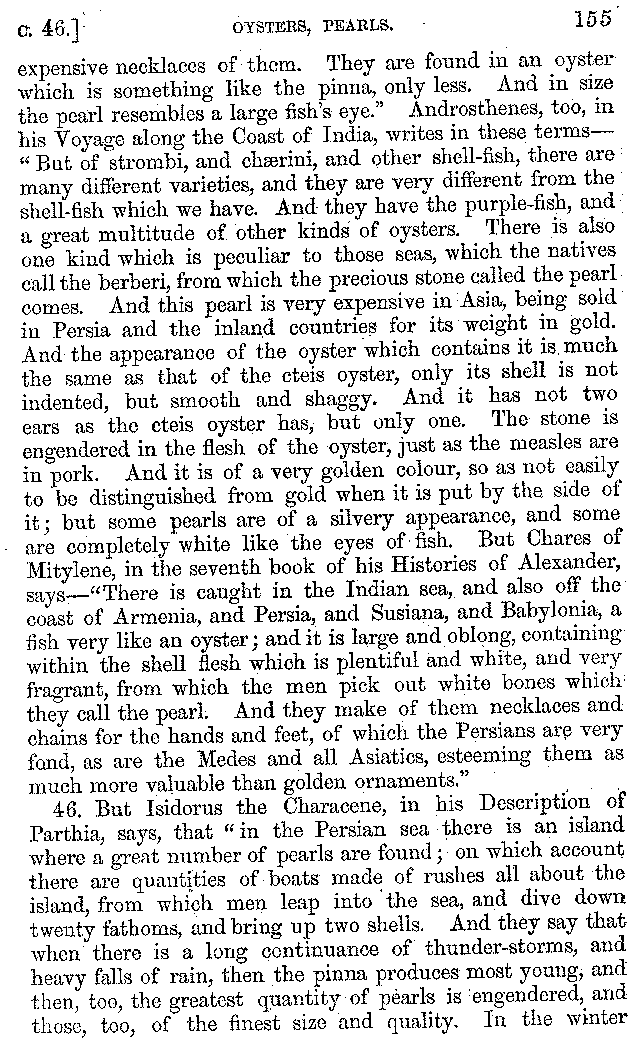 C. 46.] OYSTERS, PEARLS. 155
expensive necklaces of them. They are found in an oyster
which is something like the pinna, only less. And in size
the pearl resembles a large fish's eye.” Androsthenes, too, in
his Voyage along the Coast of India, writes in these terms—
“But of strombi, and chærini, and other shell-fish, there are
many different varieties, and they are very different from the
shell-fish which we have. And they have the purple-fish, and
a great multitude of other kinds of oysters. There is also
one kind which is peculiar to those seas, which the natives
call the berberi, from which the precious stone called the pearl
comes. And this pearl is very expensive in Asia, being sold
in Persia and the inland countries for its weight in gold.
And the appearance of the oyster which contains it is much
the same as that of the cteis oyster, only its shell is not
indented, but smooth and shaggy. And it has not two
ears as the cteis oyster has, but only one. The stone is
engendered in the flesh of the oyster, just as the measles are
in pork. And it is of a very golden colour, so as not easily
to be distinguished from gold when it is put by the side of
it; but some pearls are of a silvery appearance, and some
are completely white like the eyes of fish. But Chares of
Mitylene, in the seventh book of his Histories of Alexander,
says—“There is caught in the Indian sea, and also off the
coast of Armenia, and Persia, and Susiana, and Babylonia, a
fish very like an oyster; and it is large and oblong, containing
within the shell flesh which is plentiful and white, and very
fragrant, from which the men pick out white bones which
they call the pearl. And they make of them necklaces and
chains for the hands and feet, of which the Persians are very
fond, as are the Medes and all Asiatics, esteeming them as
much more valuable than golden ornaments.”
46. But Isidorus the Characene, in his Description of
Parthia, says, that “in the Persian sea there is an island
where a great number of pearls are found; on which account
there are quantities of boats made of rushes all about the
island, from which men leap into the sea, and dive down
twenty fathoms, and bring up two shells. And they say that
when there is a long continuance of thunder-storms, and
heavy falls of rain, then the pinna produces most young, and
then, too, the greatest quantity of pearls is engendered, and
those, too, of the finest size and quality. In the winter